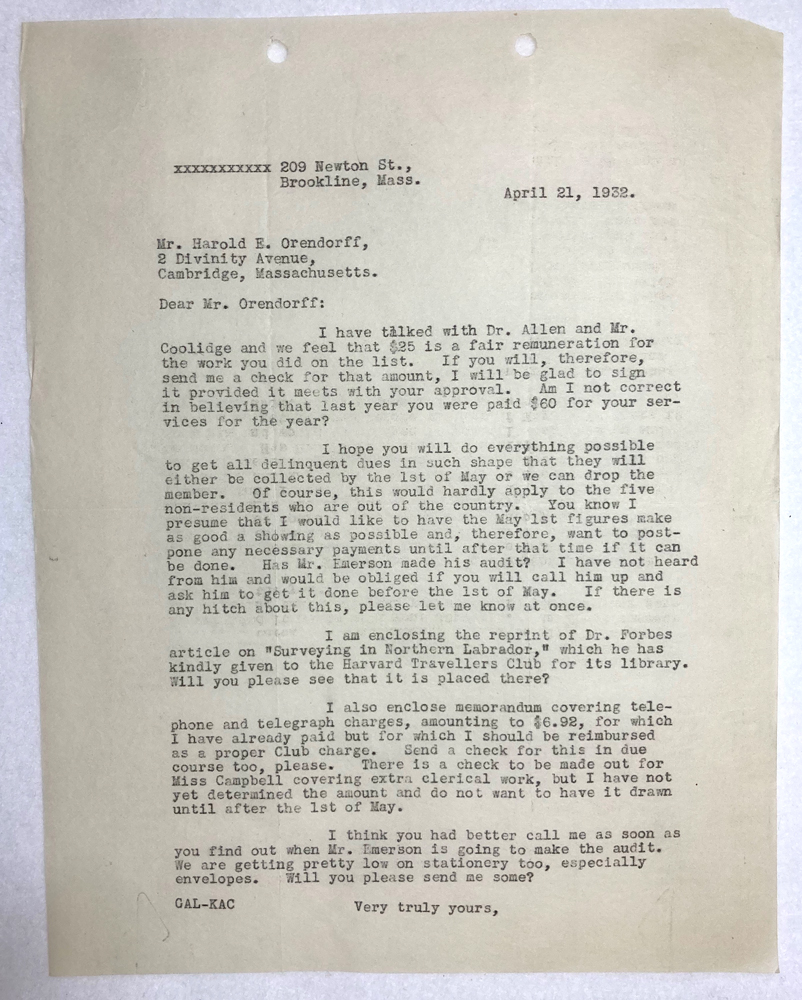 xxxxxxxxxxx 209 Newton St.,
Brookline, Mass.
April 21, 1932.
Mr. Harold E. Orendorff,
2 Divinity Avenue,
Cambridge, Massachusetts.
Dear Mr. Orendorff:
I have talked with Dr. Allen and Mr.
Coolidge and we feel that $25 is a fair remuneration for
the work you did on the list. If you will, therefore,
send me a check for that amount, I will be glad to sign
it provided it meets with your approval. Am I not correct
in believing that last year you were paid $60 for your ser-
vices for the year?
I hope you will do everything possible
to get all delinquent dues in such shape that they will
either be collected by the 1st of May or we can drop the
member. Of course, this would hardly apply to the five
non-residents who are out of the country. You know I
presume that I would like to have the May 1st figures make
as good a showing as possible and, therefore, want to post-
pone any necessary payments until after that time if it can
be done. Has Mr. Emerson made his audit? I have not heard
from him and would be obliged if you will call him up and
ask him to get it done before the 1st of May. If there is
any hitch about this, please let me know at once.
I am enclosing the reprint of Dr. Forbes
article on "Surveying in Northern Labrador," which he has
kindly given to the Harvard Travellers Club for its library.
Will you please see that it is placed there?
I also enclose memorandum covering tele-
phone and telegraph charges, amounting to $6.92, for which
I have already paid but for which I should be reimbursed
as a proper Club charge. Send a check for this in due
course too, please. There is a check to be made out for
Miss Campbell covering extra clerical work, but I have not
yet determined the amount and do not want to have it drawn
until after the 1st of May.
I think you had better call me as soon as
you find out when Mr. Emerson is going to make the audit.
We are getting pretty low on stationery too, especially
envelopes. Will you please send me some?
GAL-KAC Very truly yours,